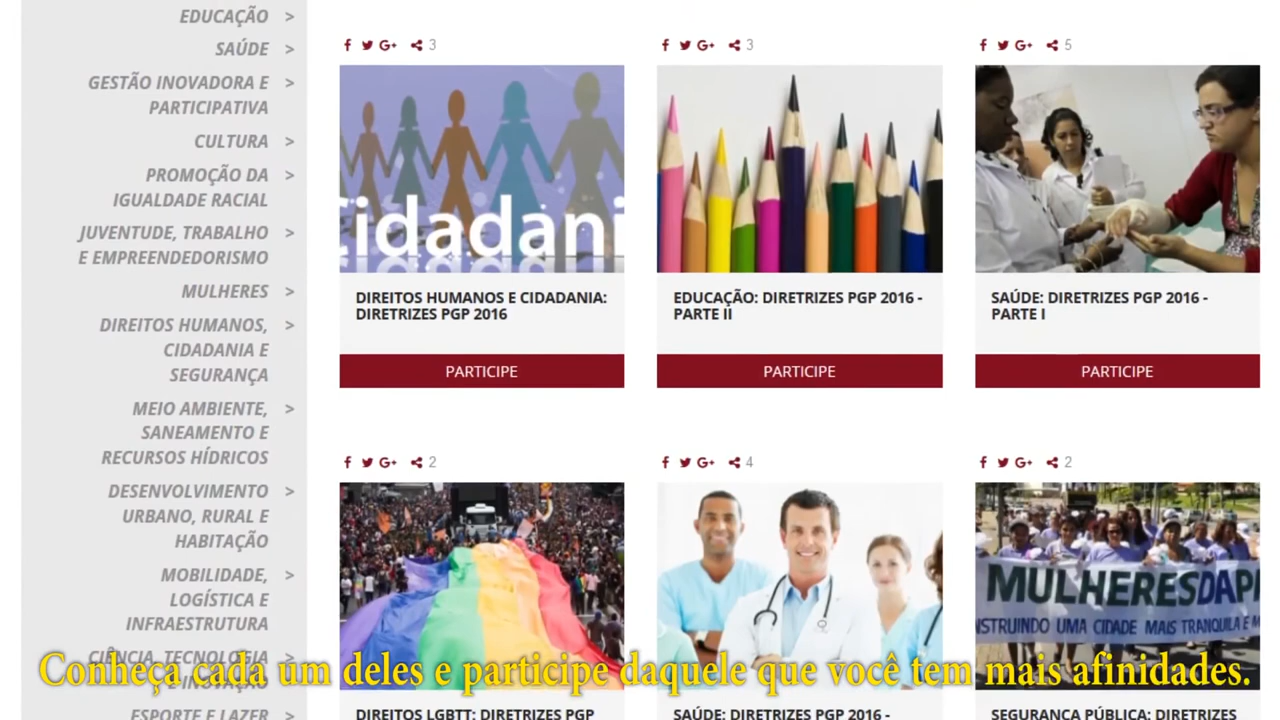 EDUCAÇÃO >
SAÚDE >
GESTÃO INOVADORA E >
PARTICIPATIVA
CULTURA >
PROMOÇÃO DA >
IGUALDADE RACIAL
JUVENTUDE, TRABALHO >
E EMPREENDEDORISMO
MULHERES >
DIREITOS HUMANOS, >
CIDADANIA E
SEGURANÇA
MEIO AMBIENTE, >
SANEAMENTO E
RECURSOS HÍDRICOS
DESENVOLVIMENTO >
URBANO, RURAL E
HABITAÇÃO
MOBILIDADE, >
LOGÍSTICA E
INFRAESTRUTURA
CIÊNCIA, TECNOLOGIA >
E INOVAÇÃO
ESPORTE E LAZER >
G+ 3
Cidadani
DIREITOS HUMANOS E CIDADANIA:
DIRETRIZES PGP 2016
PARTICIPE
G+ 3
EDUCAÇÃO: DIRETRIZES PGP 2016 -
PARTE II
PARTICIPE
G+ 5
SAÚDE: DIRETRIZES PGP 2016 -
PARTE I
PARTICIPE
G+ 2
DIREITOS LGBTT: DIRETRIZES PGP
G+ 4
SAÚDE: DIRETRIZES PGP 2016 -
G+ 2
MULHERESDAP
NSTRUINDO UMA CIDADE MAIS TRANQUILA E M
SEGURANÇA PÚBLICA: DIRETRIZES
Conheça cada um deles e participe daquele que você tem mais afinidades.